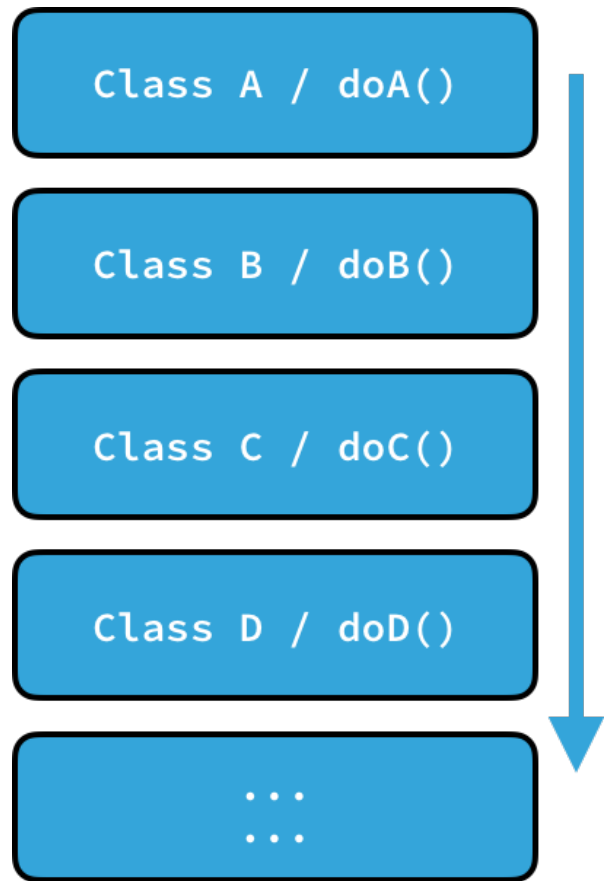 Class A / doA()
Class B / doB()
Class C / doC()
Class D / doD()
...
...